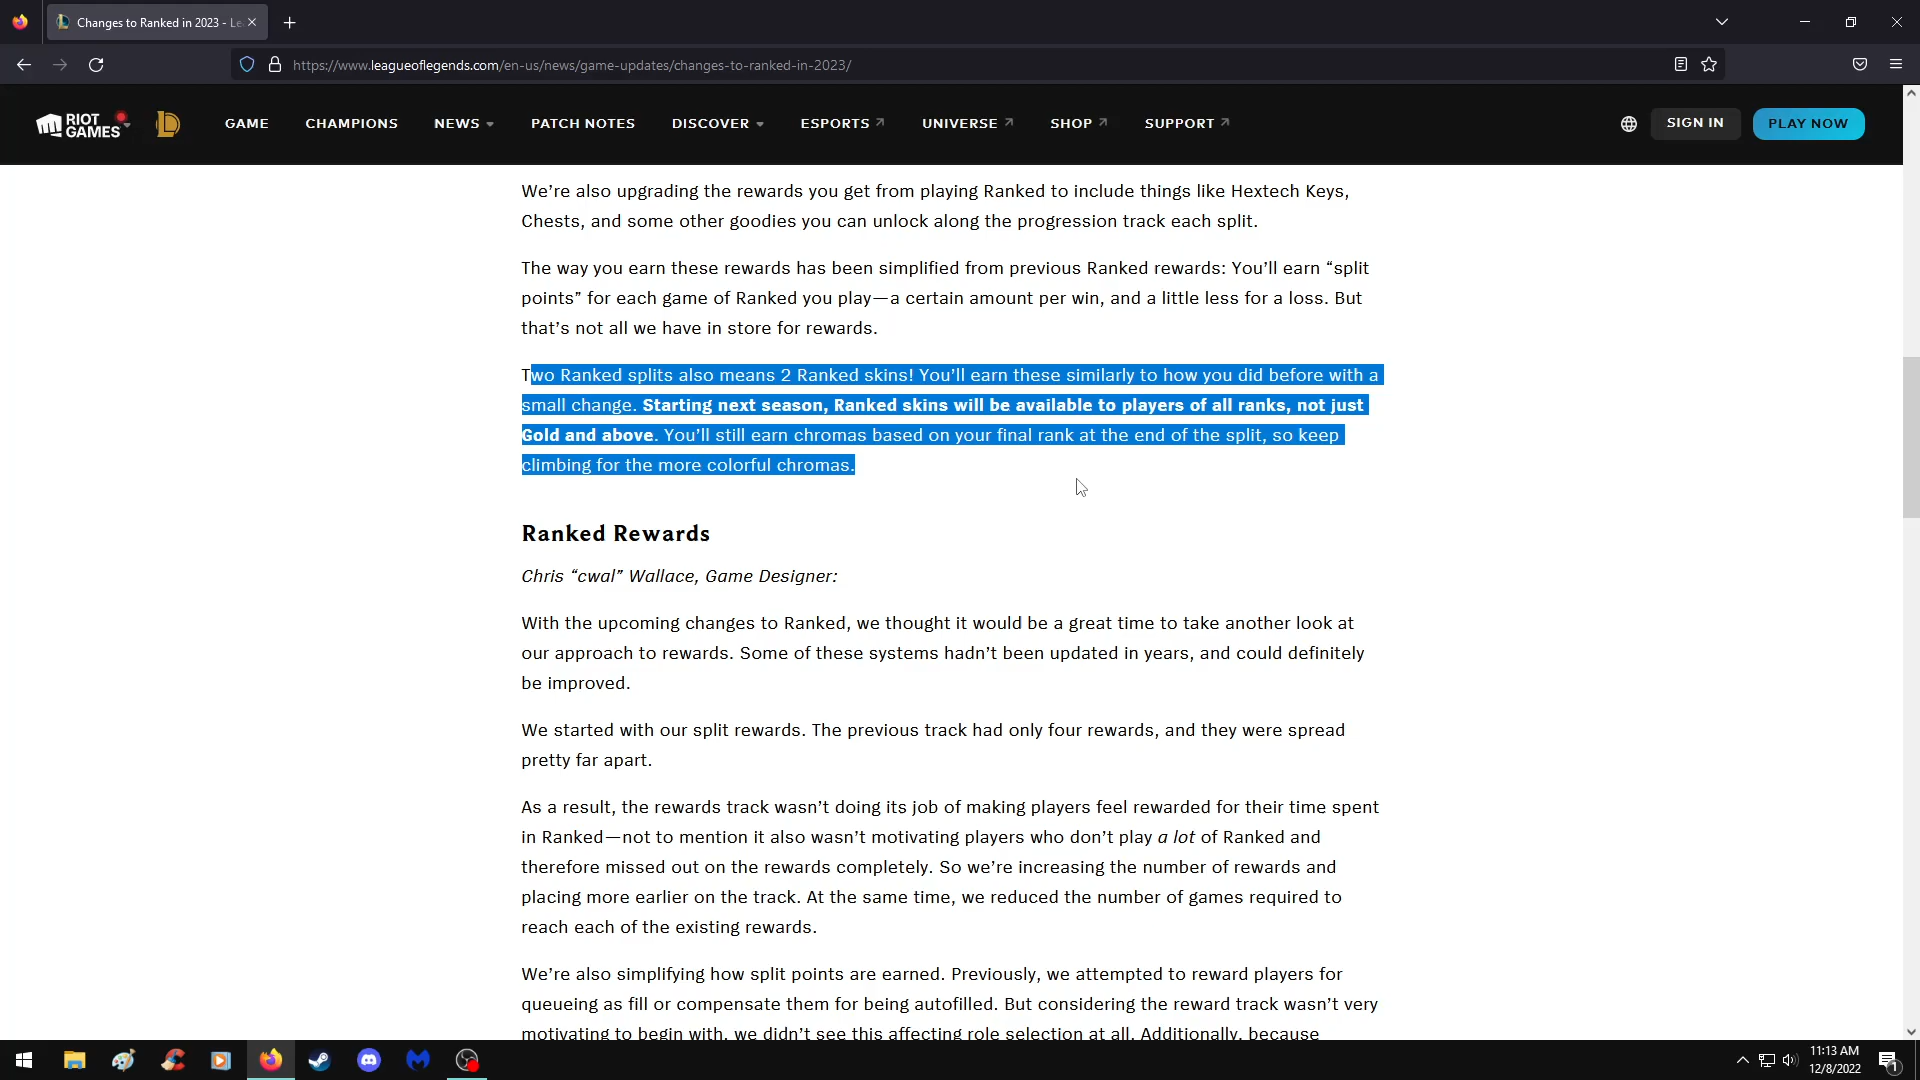 Changes to Ranked in 2023 - Le
https://www.leagueoflegends.com/en-us/news/game-updates/changes-to-ranked-in-2023/
RIOT GAMES
GAME
CHAMPIONS
NEWS
PATCH NOTES
DISCOVER
ESPORTS
UNIVERSE
SHOP
SUPPORT
SIGN IN
PLAY NOW
We’re also upgrading the rewards you get from playing Ranked to include things like Hextech Keys,
Chests, and some other goodies you can unlock along the progression track each split.
The way you earn these rewards has been simplified from previous Ranked rewards: You’ll earn “split
points” for each game of Ranked you play—a certain amount per win, and a little less for a loss. But
that’s not all we have in store for rewards.
Two Ranked splits also means 2 Ranked skins! You’ll earn these similarly to how you did before with a
small change. Starting next season, Ranked skins will be available to players of all ranks, not just
Gold and above. You’ll still earn chromas based on your final rank at the end of the split, so keep
climbing for the more colorful chromas.
Ranked Rewards
Chris “cwal” Wallace, Game Designer:
With the upcoming changes to Ranked, we thought it would be a great time to take another look at
our approach to rewards. Some of these systems hadn’t been updated in years, and could definitely
be improved.
We started with our split rewards. The previous track had only four rewards, and they were spread
pretty far apart.
As a result, the rewards track wasn’t doing its job of making players feel rewarded for their time spent
in Ranked—not to mention it also wasn’t motivating players who don’t play a lot of Ranked and
therefore missed out on the rewards completely. So we’re increasing the number of rewards and
placing more earlier on the track. At the same time, we reduced the number of games required to
reach each of the existing rewards.
We’re also simplifying how split points are earned. Previously, we attempted to reward players for
queueing as fill or compensate them for being autofilled. But considering the reward track wasn’t very
motivating to begin with, we didn’t see this affecting role selection at all. Additionally, because
11:13 AM
12/8/2022
1